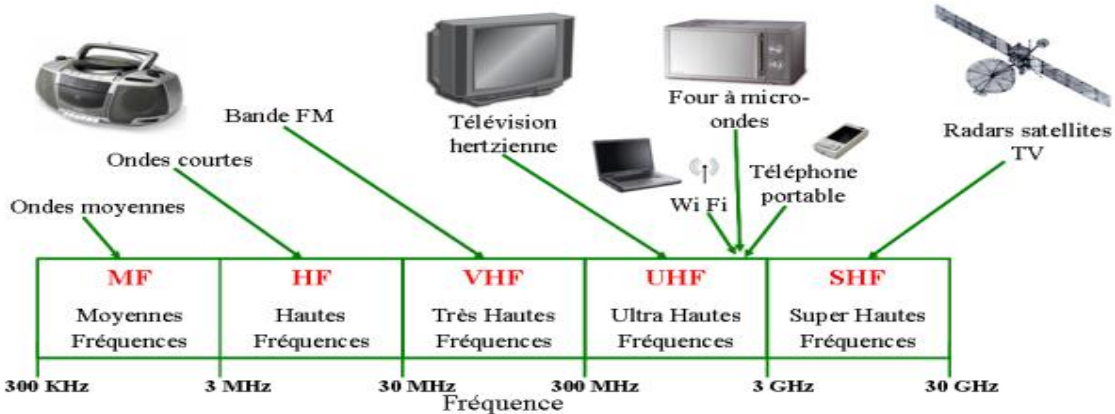 Bande FM
Télévision
hertzienne
Four à micro-
ondes
Radars satellites
TV
Ondes courtes
Téléphone
portable
Wi Fi
Ondes moyennes
MF
HF
VHF
UHF
SHF
Moyennes
Fréquences
Hautes
Fréquences
Très Hautes
Fréquences
Ultra Hautes
Fréquences
Super Hautes
Fréquences
300 KHz
3 MHz
30 MHz
300 MHz
3 GHz
30 GHz
Fréquence